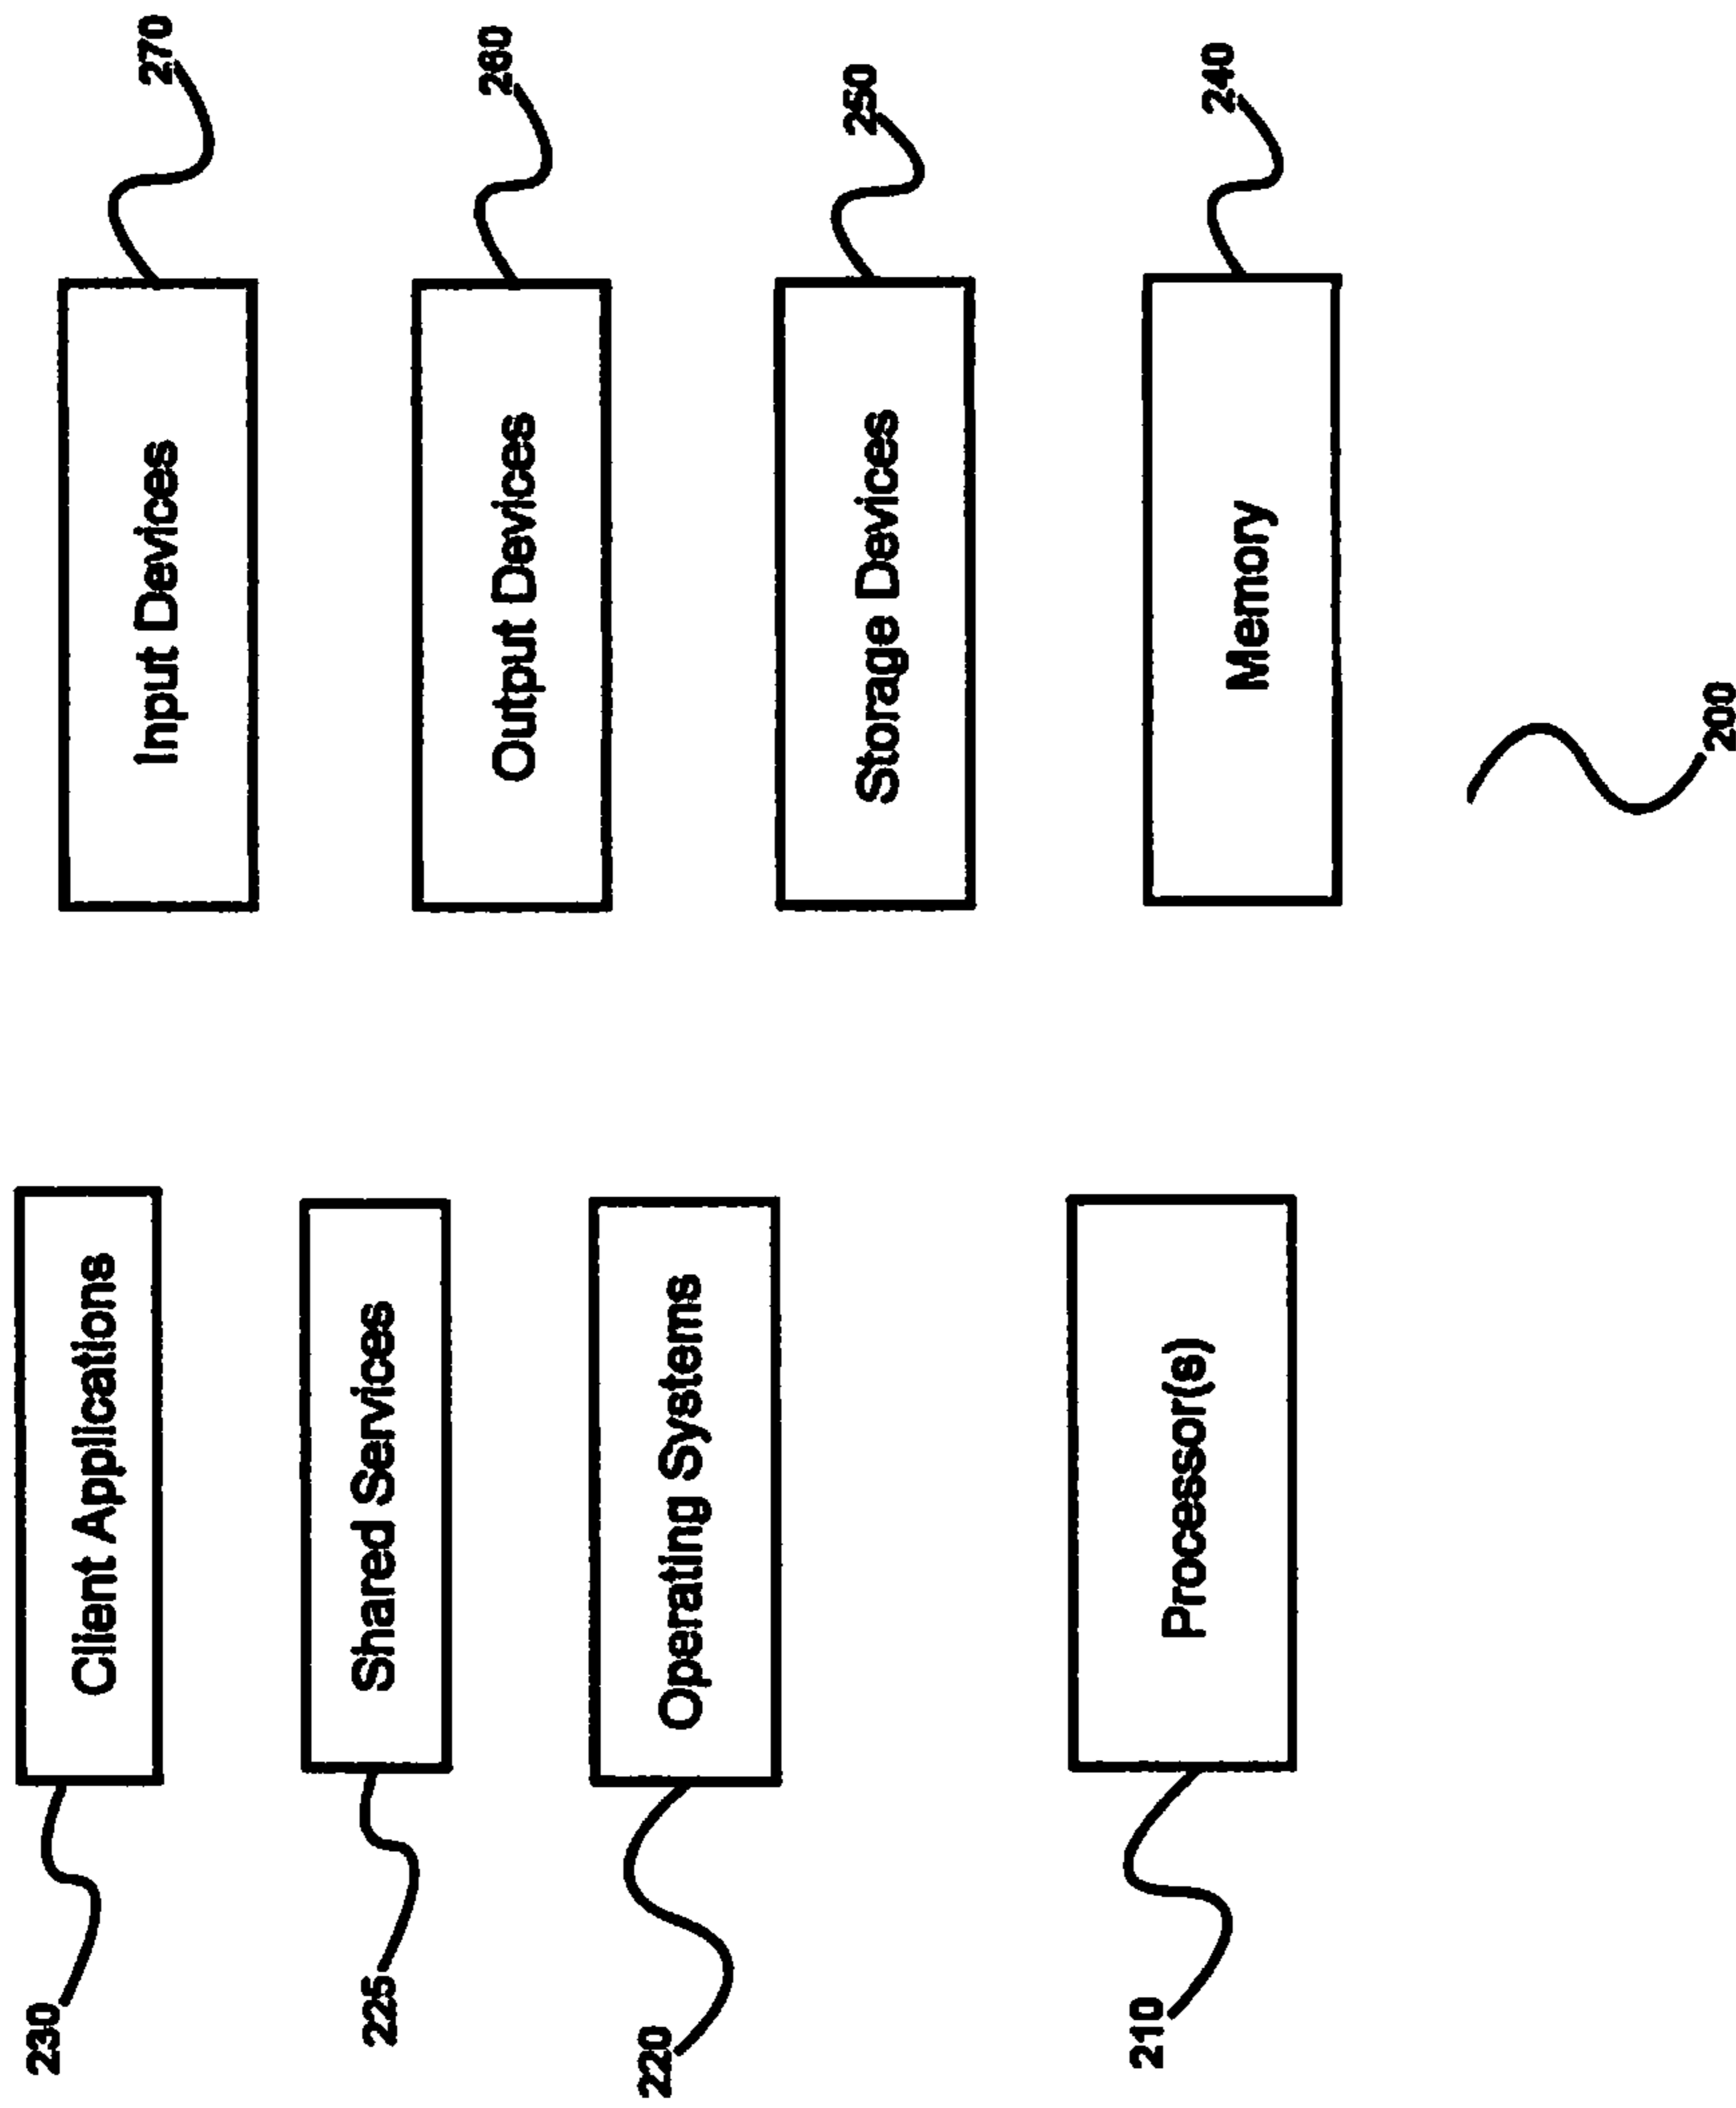 230
Client Applications
Input Devices
270
225
Shared Services
Output Devices
260
220
Operating Systems
Storage Devices
250
210
Processor(s)
Memory
240
200